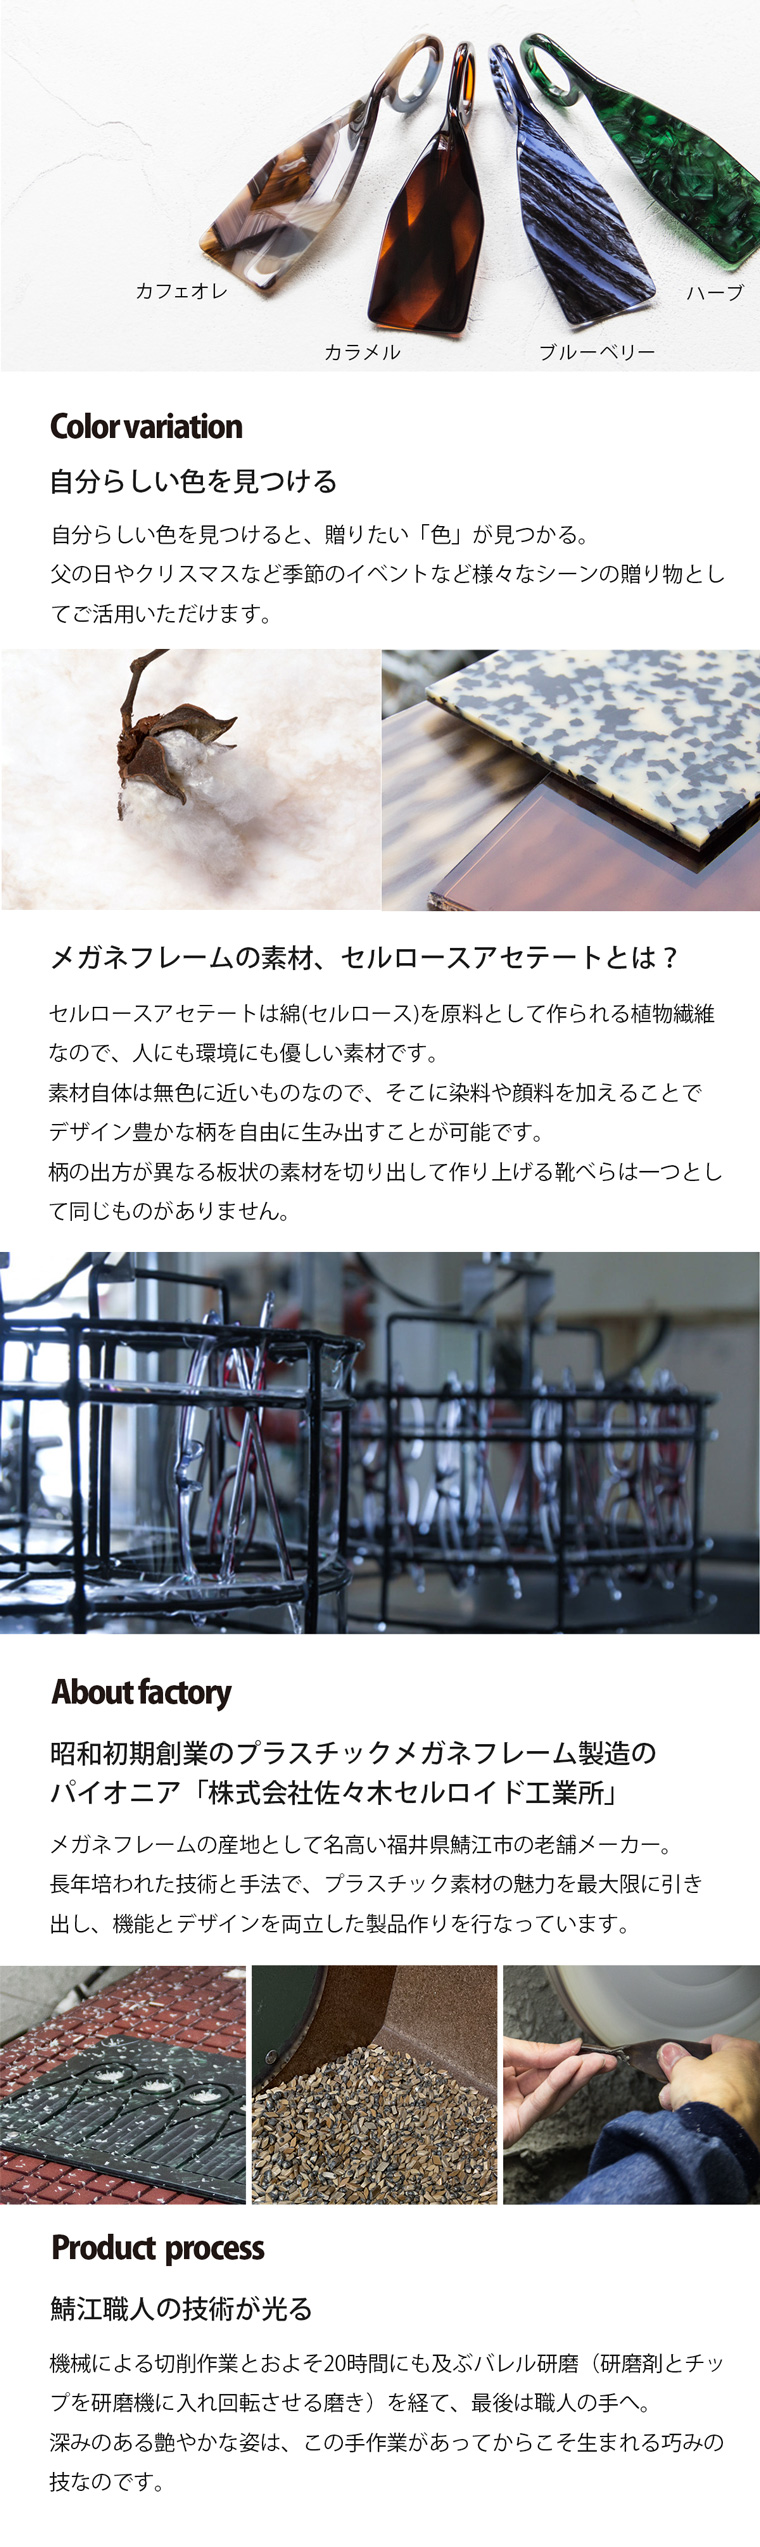 カフェオレ
カラメル
ブルーベリー
ハーブ
Color variation
自分らしい色を見つける
自分らしい色を見つけると、贈りたい「色」が見つかる。
父の日やクリスマスなど季節のイベントなど様々なシーンの贈り物とし
てご活用いただけます。
メガネフレームの素材、セルロースアセテートとは？
セルロースアセテートは綿(セルロース)を原料として作られる植物繊維
なので、人にも環境にも優しい素材です。
素材自体は無色に近いものなので、そこに染料や顔料を加えることで
デザイン豊かな柄を自由に生み出すことが可能です。
柄の出方が異なる板状の素材を切り出して作り上げる靴べらは一つとし
て同じものがありません。
About factory
昭和初期創業のプラスチックメガネフレーム製造の
パイオニア「株式会社佐々木セルロイド工業所」
メガネフレームの産地として名高い福井県鯖江市の老舗メーカー。
長年培われた技術と手法で、プラスチック素材の魅力を最大限に引き
出し、機能とデザインを両立した製品作りを行なっています。
Product process
鯖江職人の技術が光る
機械による切削作業とおよそ20時間にも及ぶバレル研磨（研磨剤とチッ
プを研磨機に入れ回転させる磨き）を経て、最後は職人の手へ。
深みのある艶やかな姿は、この手作業があってからこそ生まれる巧みの
技なのです。